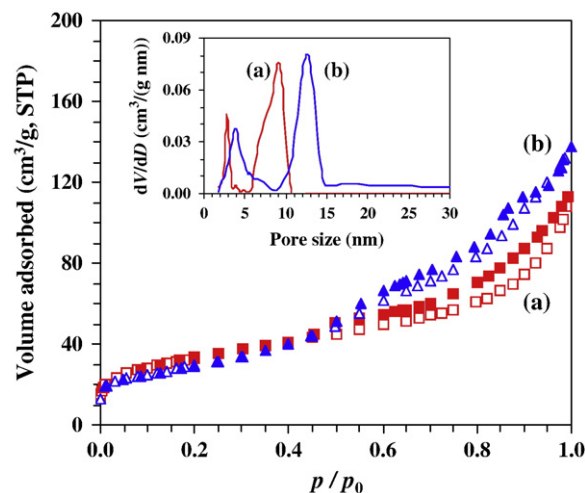 200
160
120
80
40
0
Volume adsorbed (cm³/g, STP)
0.09
0.06
0.03
0.00
dV/dD (cm³/(g nm))
(a)
(b)
0 5 10 15 20 25 30
Pore size (nm)
(b)
(a)
0.0 0.2 0.4 0.6 0.8 1.0
p / p₀